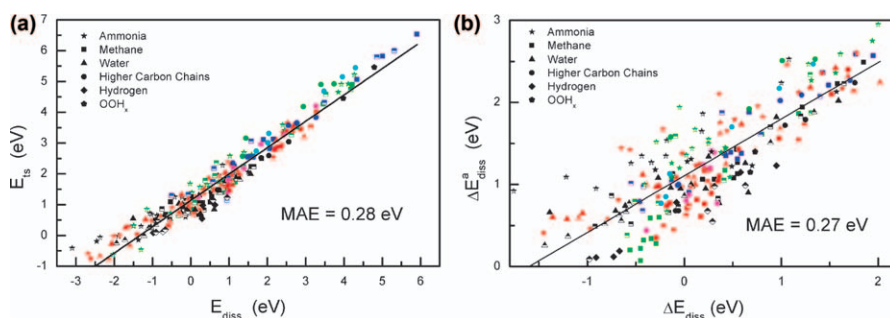 (a)
7
6
5
4
3
2
1
0
-1
E_ts (eV)
★ Ammonia
■ Methane
▲ Water
● Higher Carbon Chains
◆ Hydrogen
⬟ OOH_x
MAE = 0.28 eV
-3 -2 -1 0 1 2 3 4 5 6
E_diss (eV)
(b)
3
2
1
0
ΔE^a_diss (eV)
★ Ammonia
■ Methane
▲ Water
● Higher Carbon Chains
◆ Hydrogen
⬟ OOH_x
MAE = 0.27 eV
-1 0 1 2
ΔE_diss (eV)